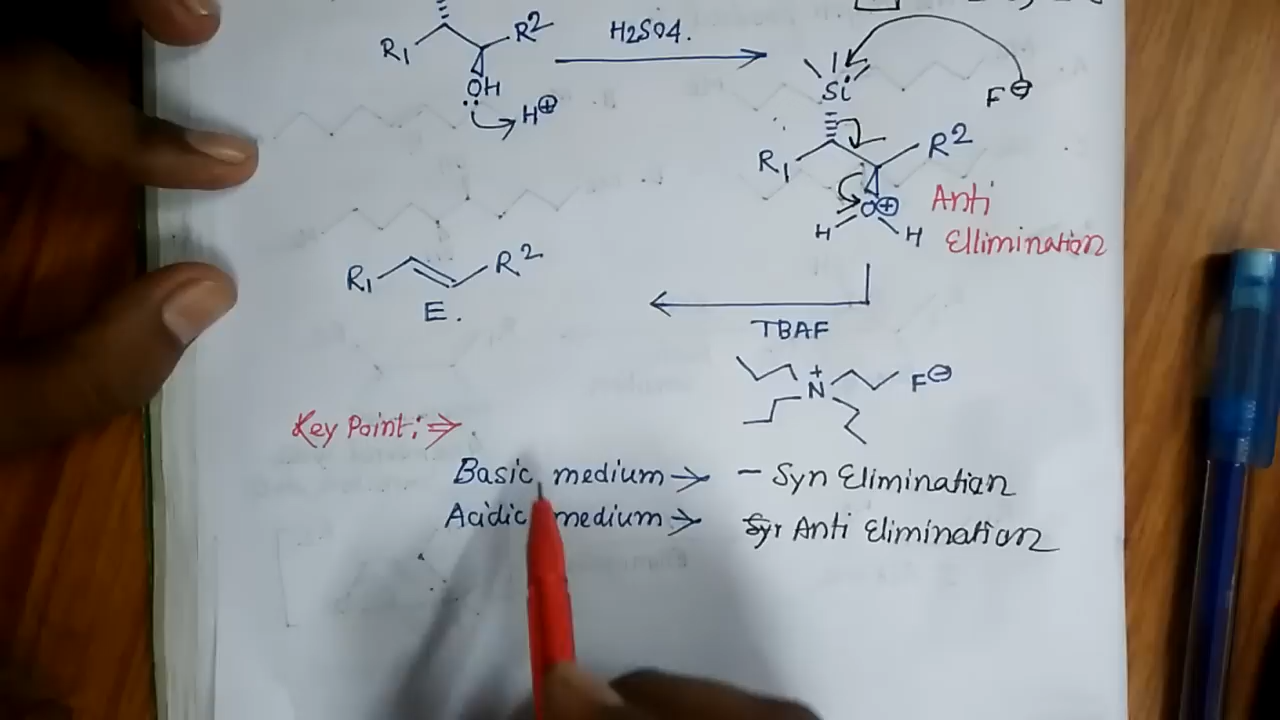 R1 R2 H2SO4.
OH
H⊕
Si F⊖
R1 R2
O⊕
H H
Anti
Ellimination
R1 R2
E.
TBAF
N+ F⊖
Key Point:⇒
Basic medium → - Syn Elimination
Acidic medium → Syn Anti Elimination